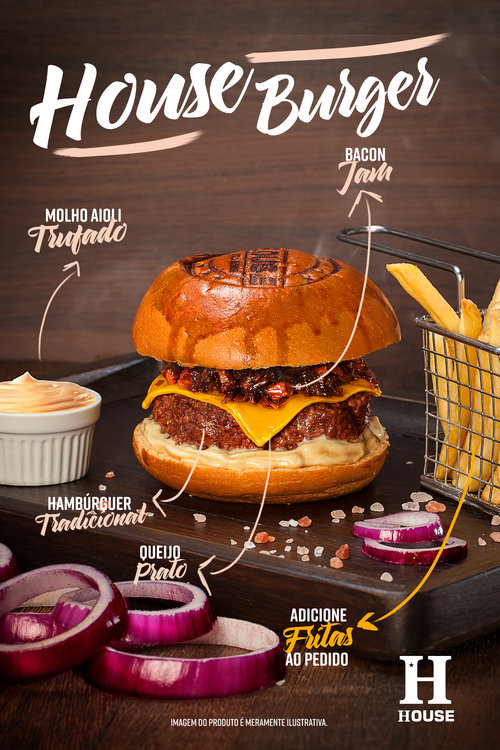 House Burger
BACON
Jam
MOLHO AIOLI
Trufado
HAMBÚRGUER
Tradicional
QUEIJO
Prato
ADICIONE
Fritas
AO PEDIDO
H
HOUSE
IMAGEM DO PRODUTO É MERAMENTE ILUSTRATIVA.